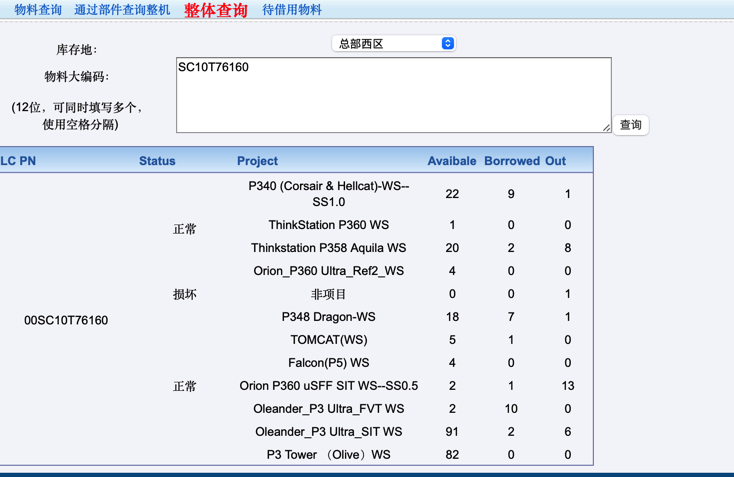 物料查询 通过部件查询整机 整体查询 待借用物料
库存地: 总部西区
物料大编码: SC10T76160
(12位，可同时填写多个，
使用空格分隔) 查询
LC PN Status Project Avaibale Borrowed Out
P340 (Corsair & Hellcat)-WS--
SS1.0 22 9 1
正常 ThinkStation P360 WS 1 0 0
Thinkstation P358 Aquila WS 20 2 8
Orion_P360 Ultra_Ref2_WS 4 0 0
损坏 非项目 0 0 1
00SC10T76160 P348 Dragon-WS 18 7 1
TOMCAT(WS) 5 1 0
Falcon(P5) WS 4 0 0
正常 Orion P360 uSFF SIT WS--SS0.5 2 1 13
Oleander_P3 Ultra_FVT WS 2 10 0
Oleander_P3 Ultra_SIT WS 91 2 6
P3 Tower （Olive）WS 82 0 0